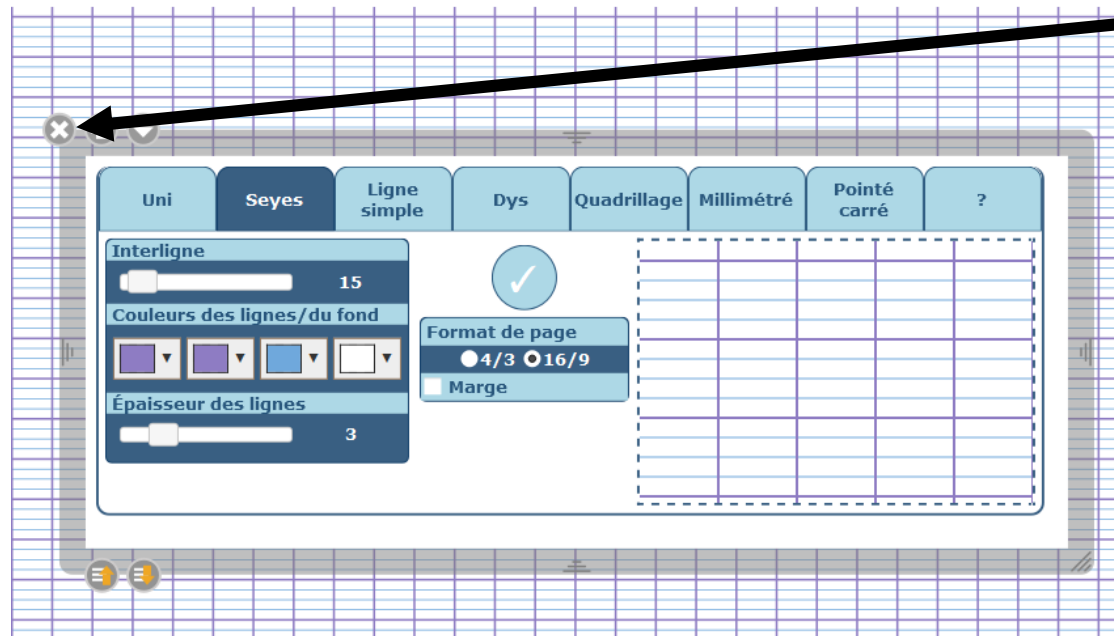 Uni
Seyes
Ligne
simple
Dys
Quadrillage
Millimétré
Pointé
carré
?
Interligne
15
Couleurs des lignes/du fond
Épaisseur des lignes
3
Format de page
4/3 16/9
Marge